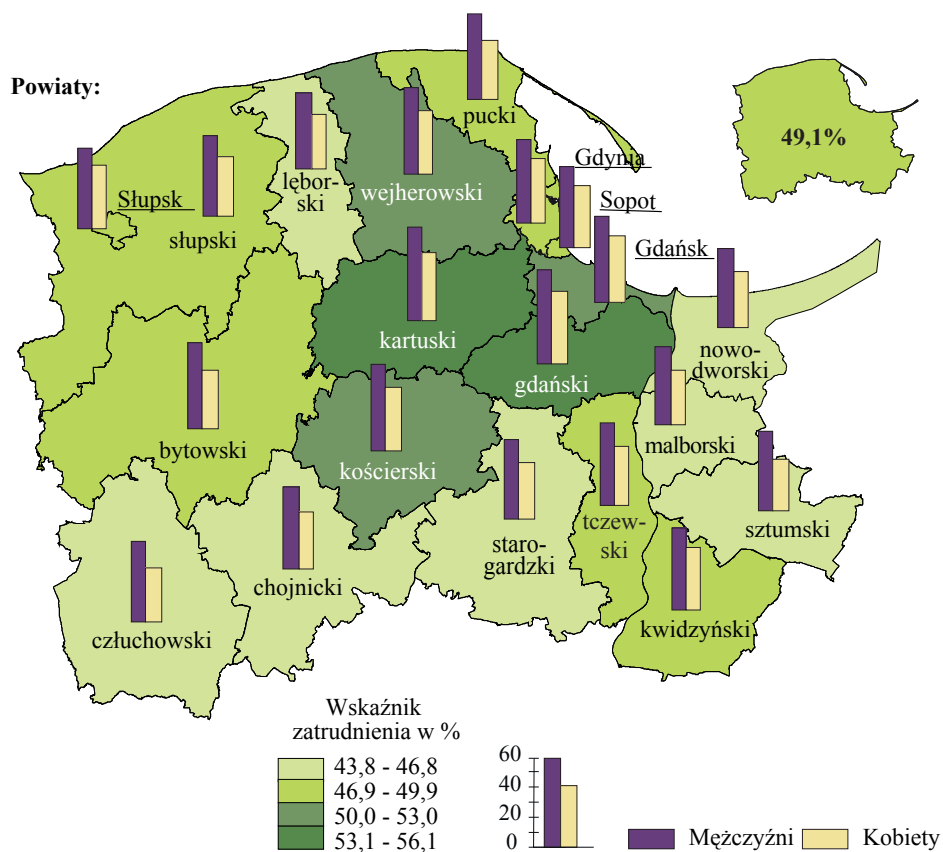 Powiaty:
pucki
49,1%
Gdynia
Słupsk
słupski
lębor-
ski
wejherowski
Sopot
Gdańsk
kartuski
gdański
nowo-
dworski
bytowski
kościerski
malborski
człuchowski
chojnicki
staro-
gardzki
tczew-
ski
sztumski
kwidzyński
Wskaźnik
zatrudnienia w %
43,8 - 46,8
46,9 - 49,9
50,0 - 53,0
53,1 - 56,1
60
40
20
0
Mężczyźni
Kobiety